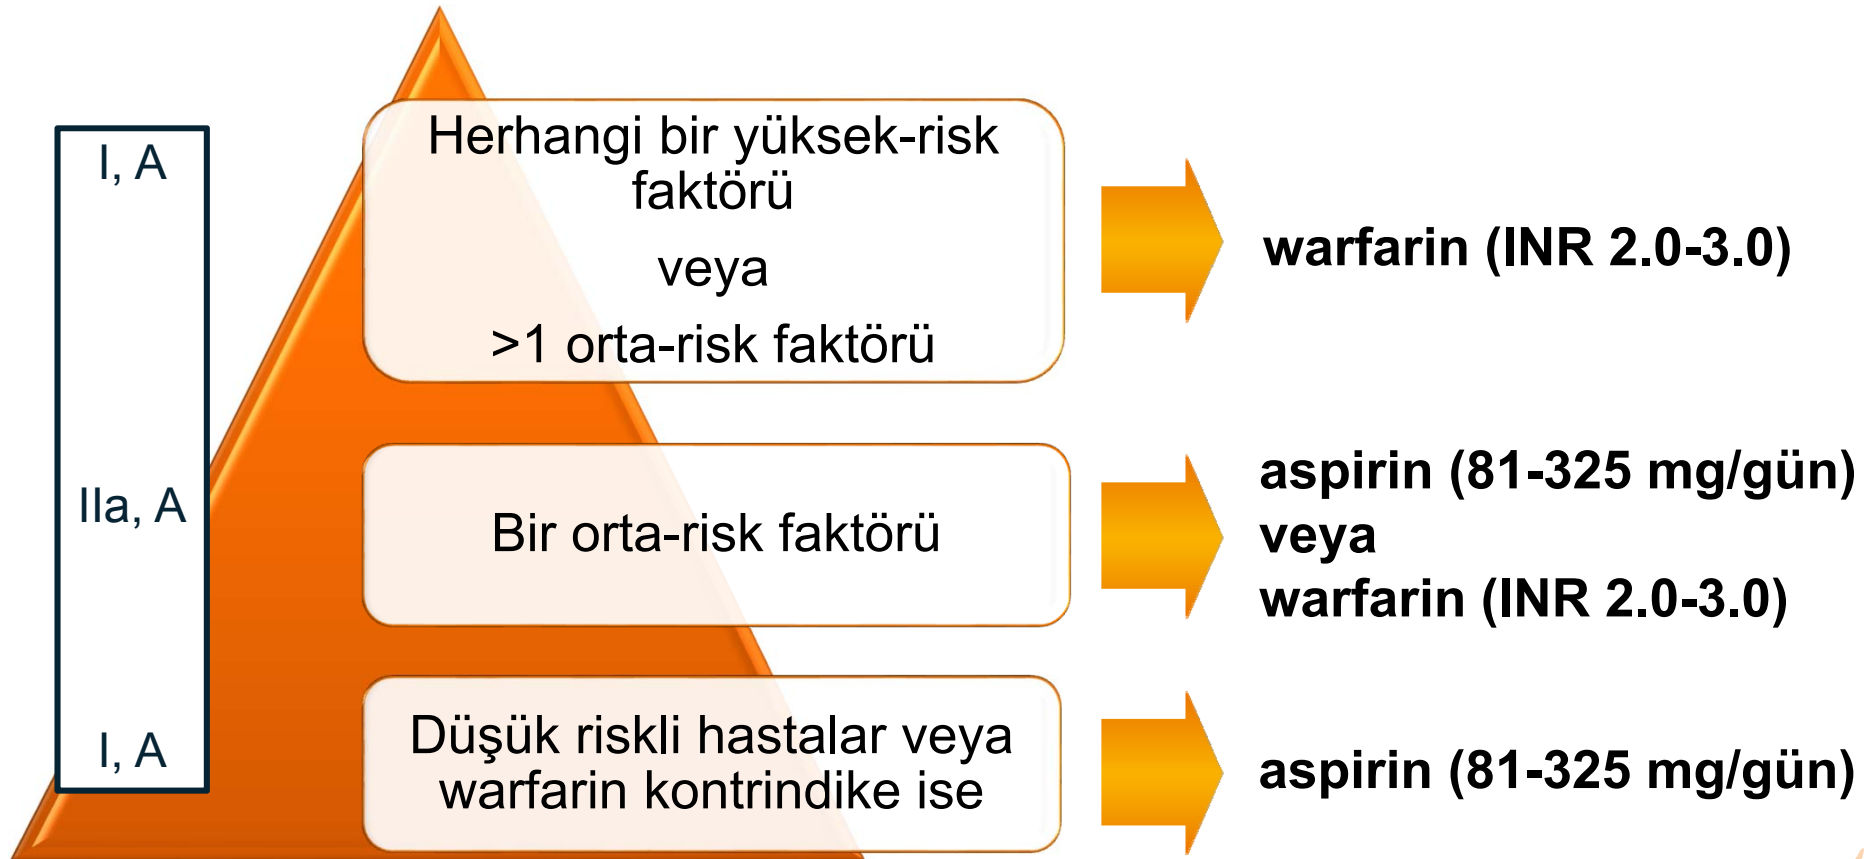 I, A
Herhangi bir yüksek-risk
faktörü
veya
>1 orta-risk faktörü
warfarin (INR 2.0-3.0)
IIa, A
Bir orta-risk faktörü
aspirin (81-325 mg/gün)
veya
warfarin (INR 2.0-3.0)
I, A
Düşük riskli hastalar veya
warfarin kontrindike ise
aspirin (81-325 mg/gün)